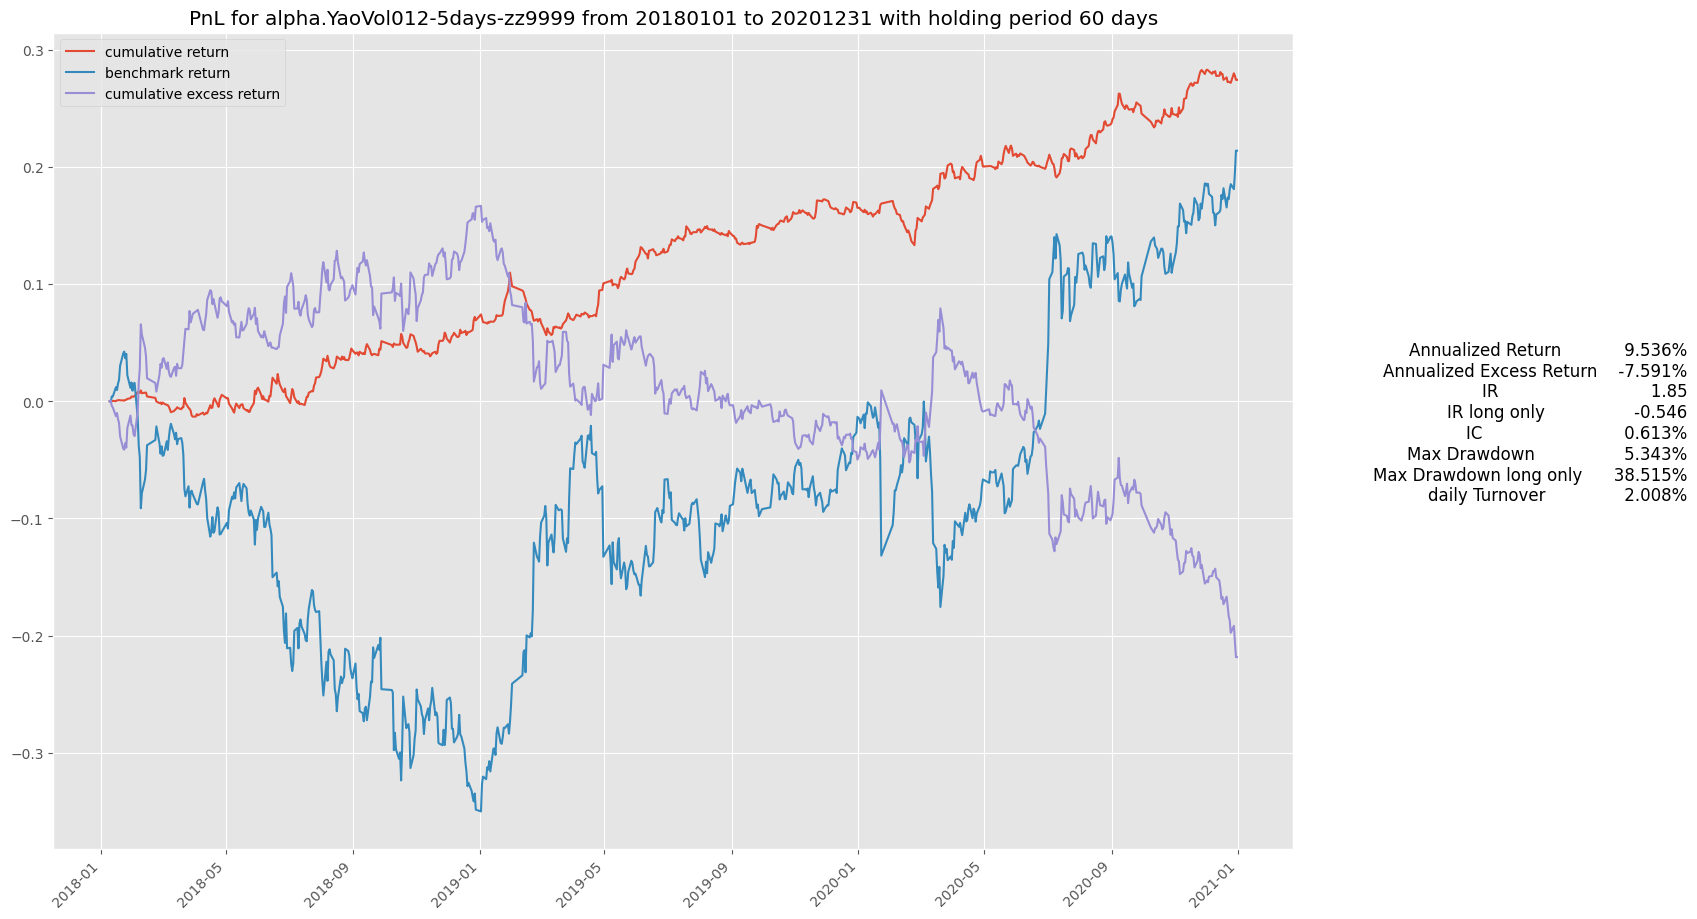 PnL for alpha.YaoVol012-5days-zz9999 from 20180101 to 20201231 with holding period 60 days
cumulative return
benchmark return
cumulative excess return
0.3
0.2
0.1
0.0
−0.1
−0.2
−0.3
2018-01
2018-05
2018-09
2019-01
2019-05
2019-09
2020-01
2020-05
2020-09
2021-01
Annualized Return 9.536%
Annualized Excess Return -7.591%
IR 1.85
IR long only -0.546
IC 0.613%
Max Drawdown 5.343%
Max Drawdown long only 38.515%
daily Turnover 2.008%